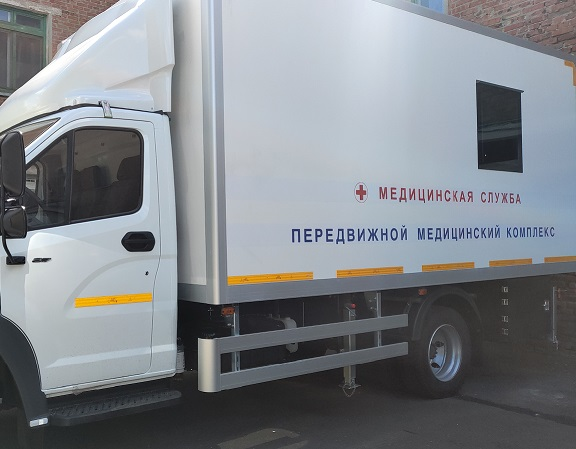 МЕДИЦИНСКАЯ СЛУЖБА
ПЕРЕДВИЖНОЙ МЕДИЦИНСКИЙ КОМПЛЕКС